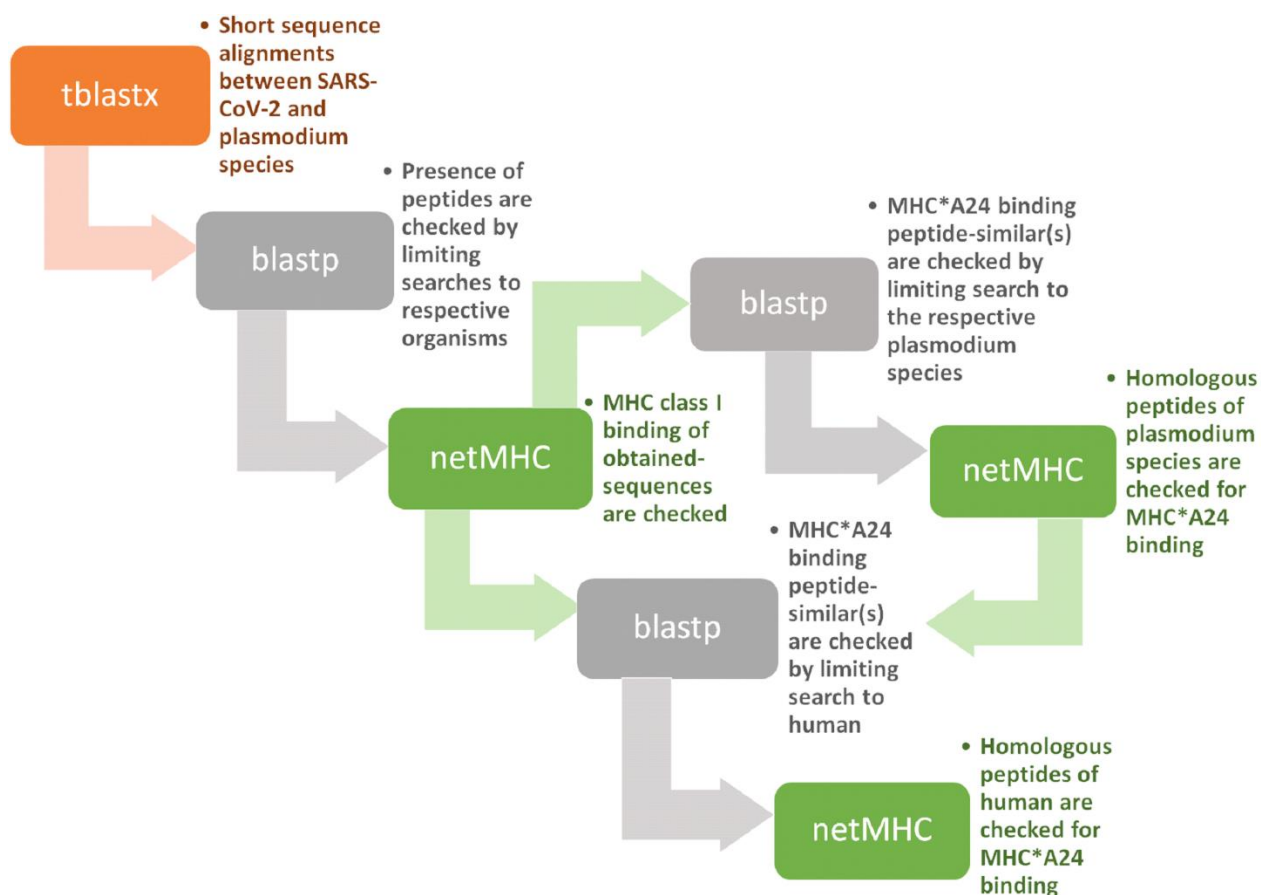 tblastx
• Short sequence
alignments
between SARS-
CoV-2 and
plasmodium
species
blastp
• Presence of
peptides are
checked by
limiting
searches to
respective
organisms
netMHC
• MHC class I
binding of
obtained-
sequences
are checked
blastp
• MHC*A24 binding
peptide-similar(s)
are checked by
limiting search to
the respective
plasmodium
species
netMHC
• Homologous
peptides of
plasmodium
species are
checked for
MHC*A24
binding
blastp
• MHC*A24
binding
peptide-
similar(s)
are checked
by limiting
search to
human
netMHC
• Homologous
peptides of
human are
checked for
MHC*A24
binding